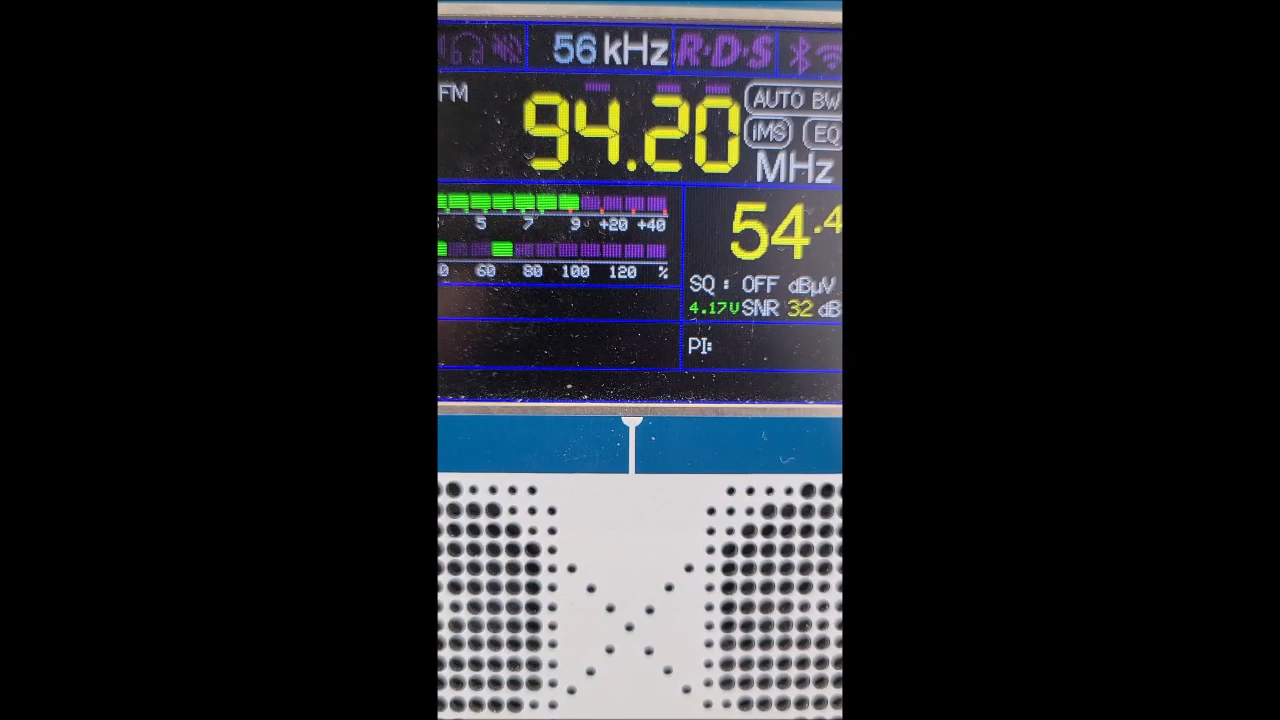 56 kHz R·D·S
FM 94.20 MHz
AUTO BW
iMS EQ
5 7 9 +20 +40
60 80 100 120 %
54.4
SQ : OFF dBµV
4.17V SNR 32 dB
PI: